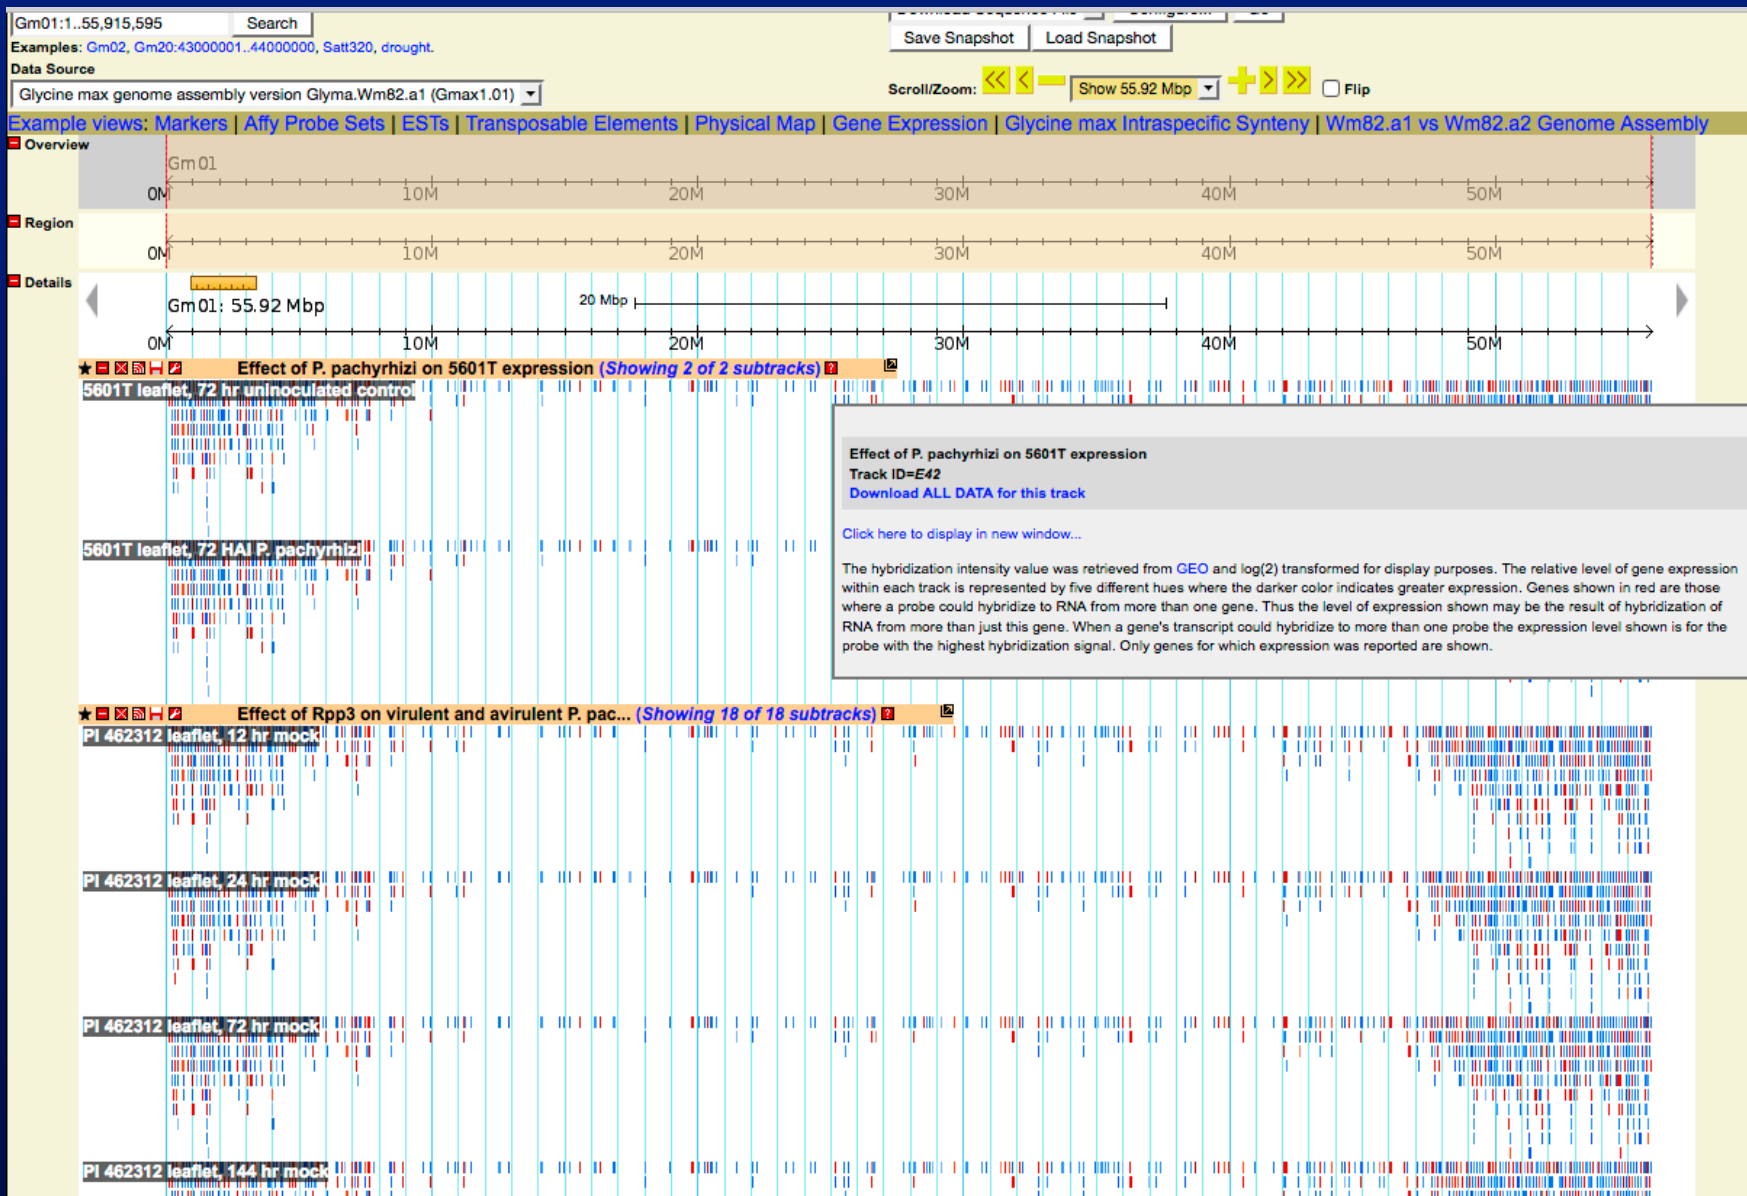 Gm01:1..55,915,595 Search
Save Snapshot Load Snapshot
Examples: Gm02, Gm20:43000001..44000000, Satt320, drought.
Data Source
Glycine max genome assembly version Glyma.Wm82.a1 (Gmax1.01)
Scroll/Zoom: << < Show 55.92 Mbp > >> Flip
Example views: Markers | Affy Probe Sets | ESTs | Transposable Elements | Physical Map | Gene Expression | Glycine max Intraspecific Synteny | Wm82.a1 vs Wm82.a2 Genome Assembly
Overview
Gm01
0M 10M 20M 30M 40M 50M
Region
0M 10M 20M 30M 40M 50M
Details
Gm01: 55.92 Mbp
20 Mbp
0M 10M 20M 30M 40M 50M
Effect of P. pachyrhizi on 5601T expression (Showing 2 of 2 subtracks) ?
5601T leaflet, 72 hr uninoculated control
Effect of P. pachyrhizi on 5601T expression
Track ID=E42
Download ALL DATA for this track
Click here to display in new window...
The hybridization intensity value was retrieved from GEO and log(2) transformed for display purposes. The relative level of gene expression
within each track is represented by five different hues where the darker color indicates greater expression. Genes shown in red are those
where a probe could hybridize to RNA from more than one gene. Thus the level of expression shown may be the result of hybridization of
RNA from more than just this gene. When a gene's transcript could hybridize to more than one probe the expression level shown is for the
probe with the highest hybridization signal. Only genes for which expression was reported are shown.
5601T leaflet, 72 HAI P. pachyrhizi
Effect of Rpp3 on virulent and avirulent P. pac... (Showing 18 of 18 subtracks) ?
PI 462312 leaflet, 12 hr mock
PI 462312 leaflet, 24 hr mock
PI 462312 leaflet, 72 hr mock
PI 462312 leaflet, 144 hr mock